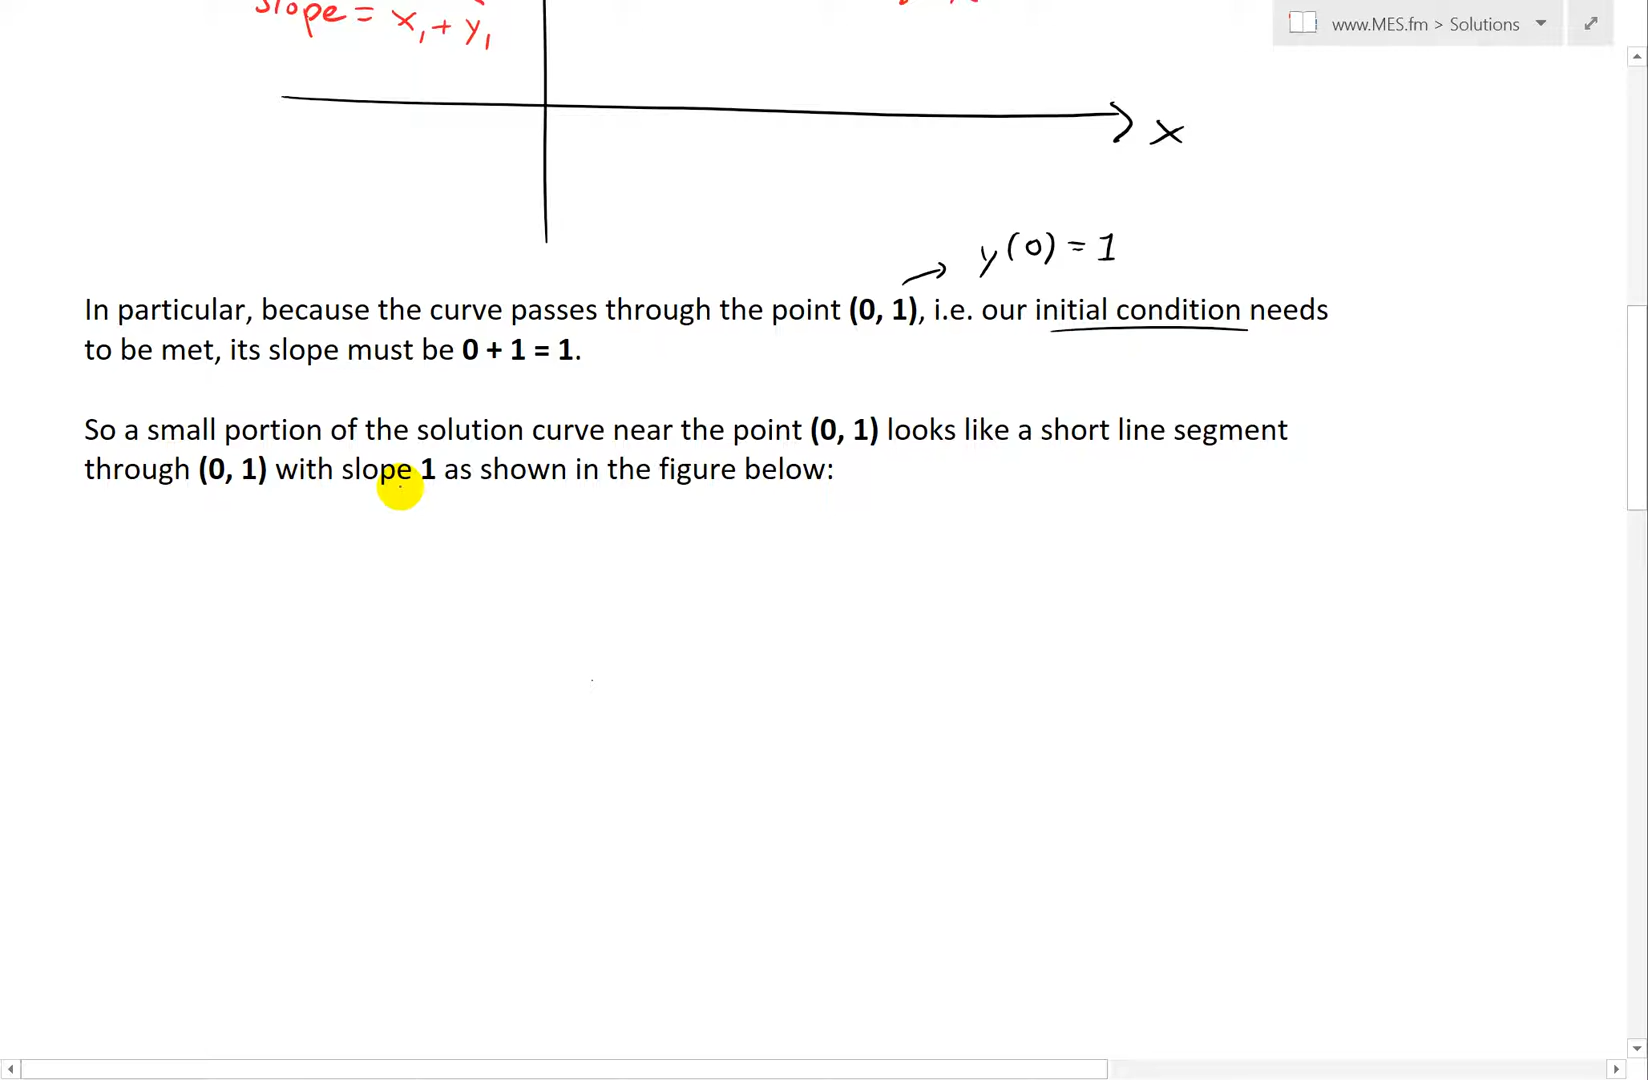 slope = x₁ + y₁
www.MES.fm > Solutions
x
y(0) = 1
In particular, because the curve passes through the point (0, 1), i.e. our initial condition needs
to be met, its slope must be 0 + 1 = 1.
So a small portion of the solution curve near the point (0, 1) looks like a short line segment
through (0, 1) with slope 1 as shown in the figure below: